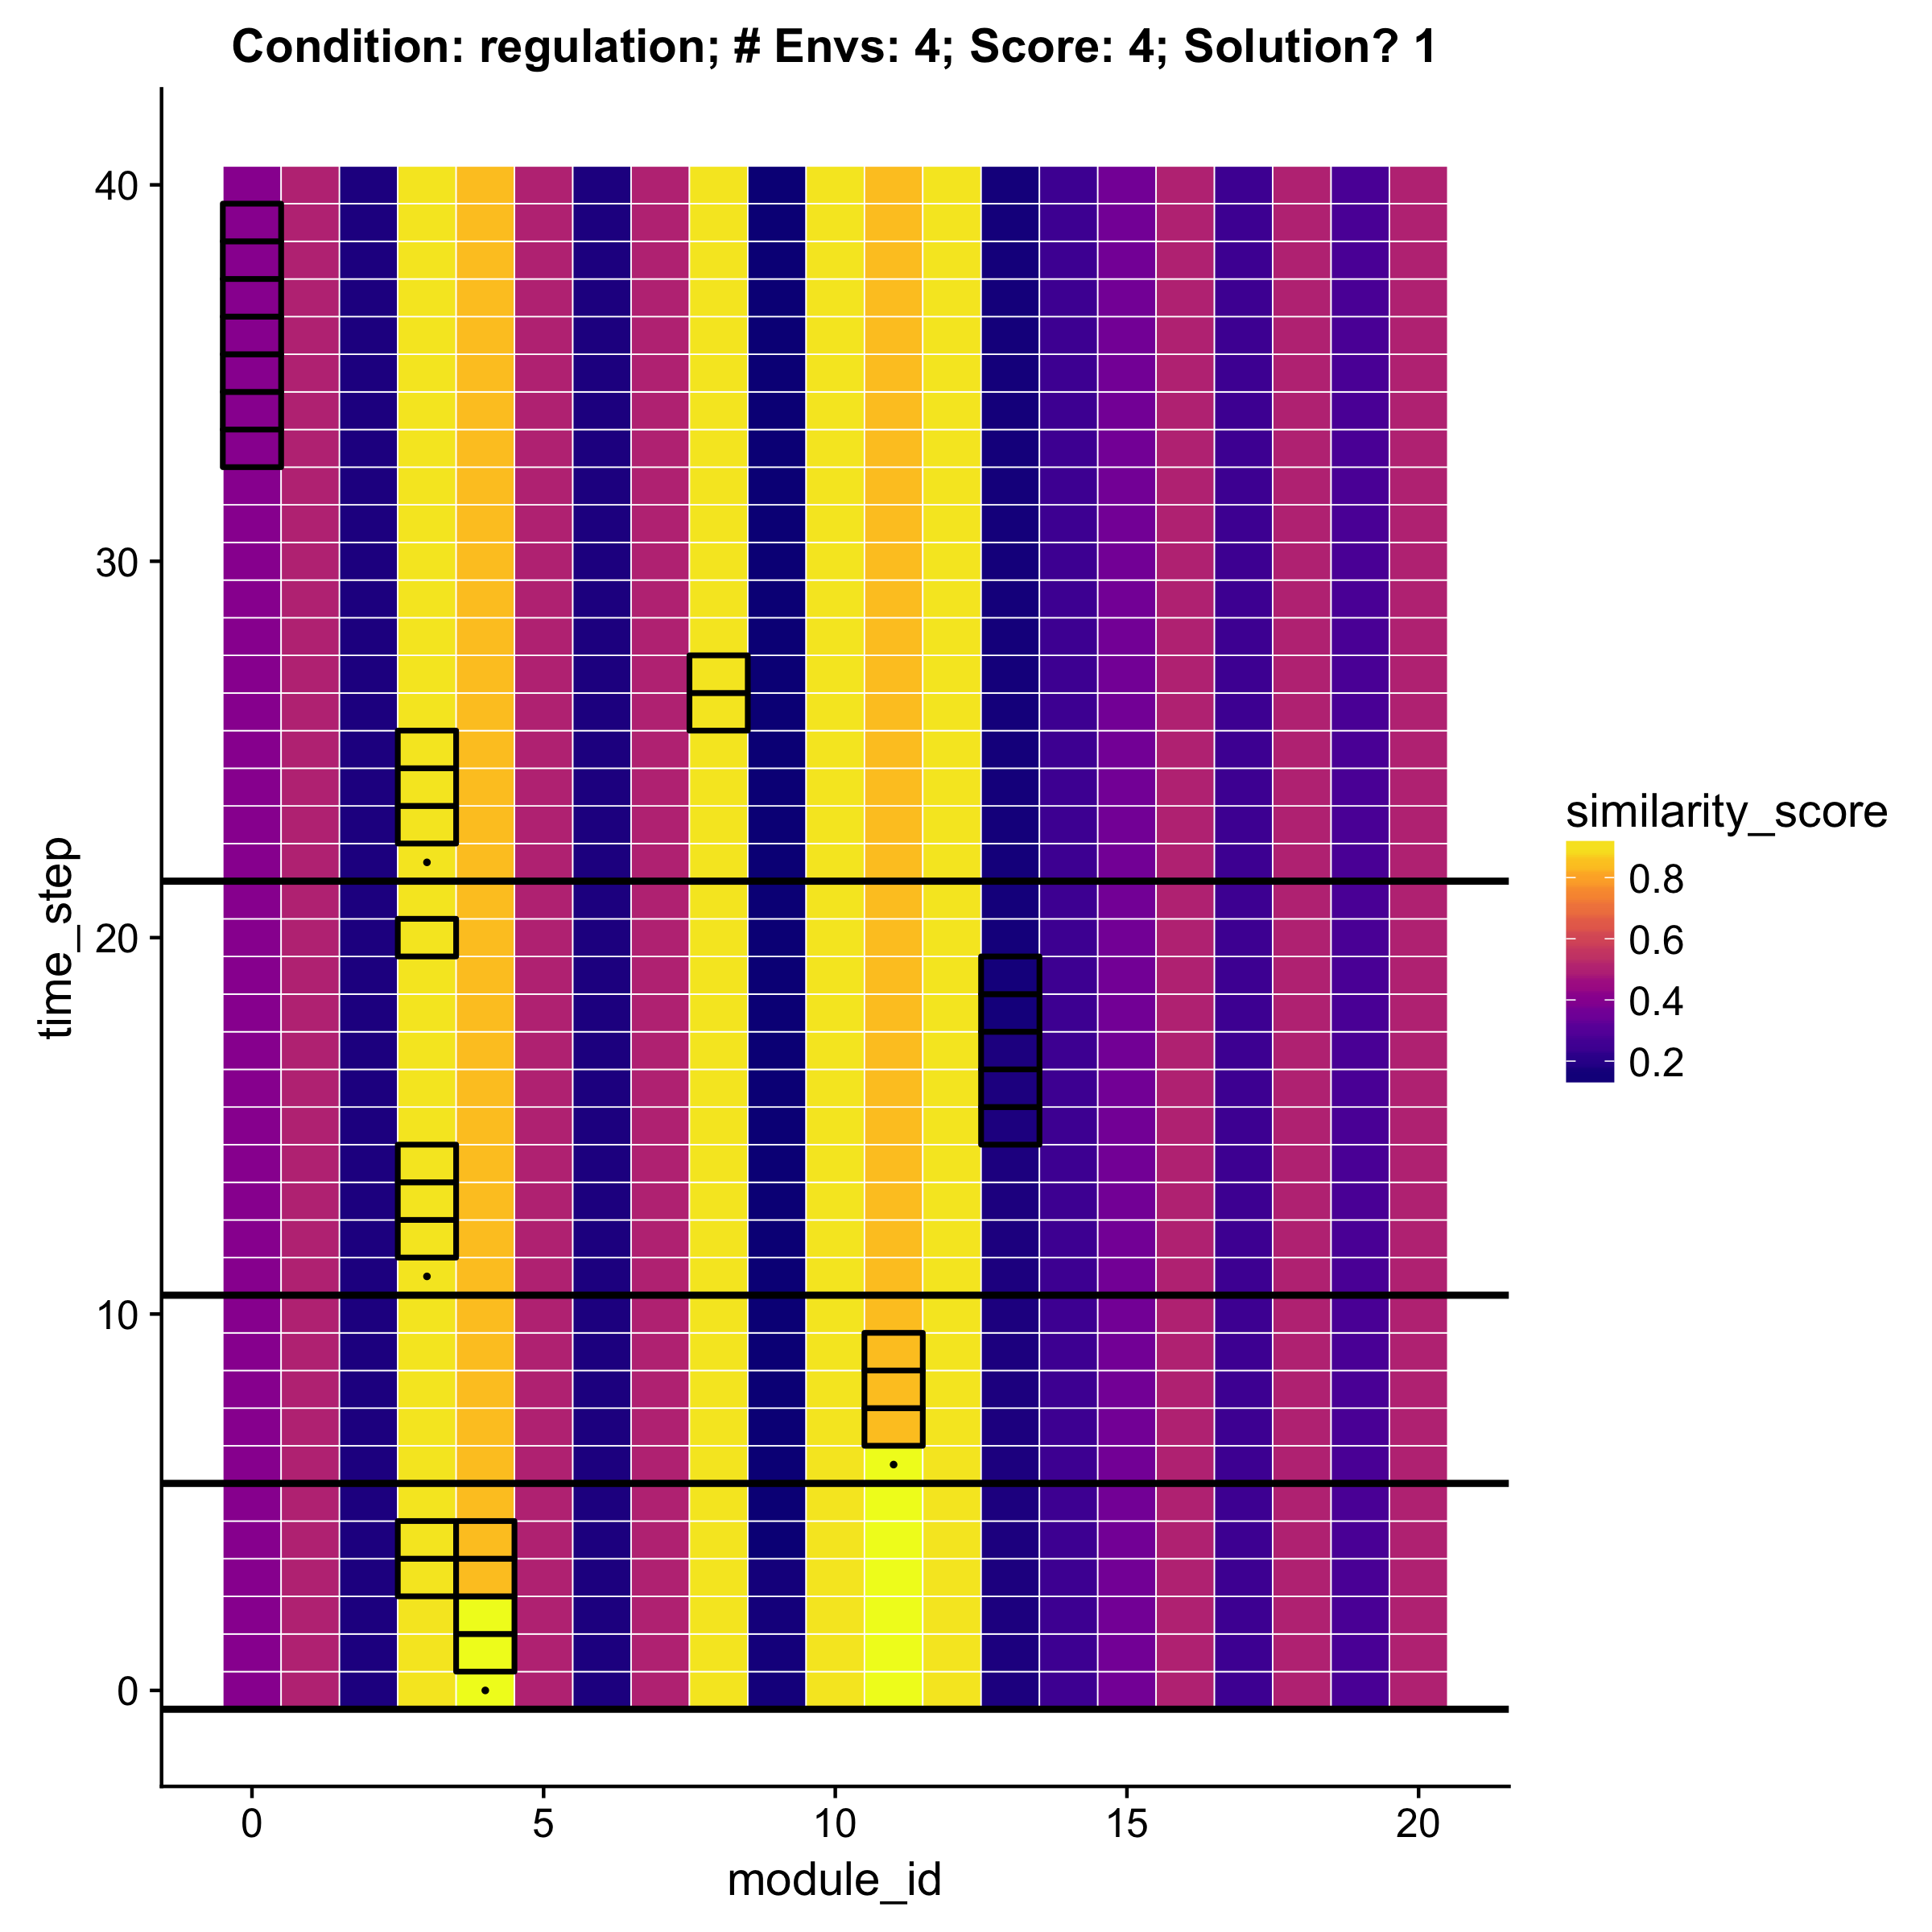 Condition: regulation; # Envs: 4; Score: 4; Solution? 1
40
30
20
10
0
time_step
0 5 10 15 20
module_id
similarity_score
0.8
0.6
0.4
0.2